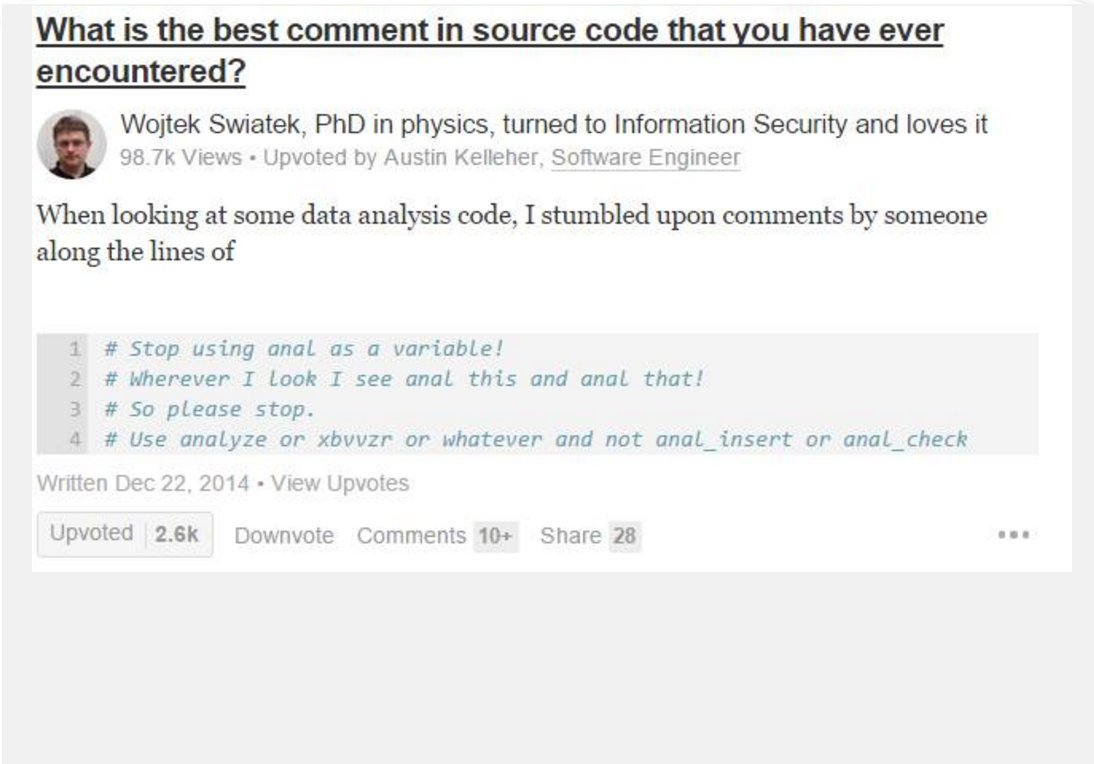 What is the best comment in source code that you have ever
encountered?
Wojtek Swiatek, PhD in physics, turned to Information Security and loves it
98.7k Views • Upvoted by Austin Kelleher, Software Engineer
When looking at some data analysis code, I stumbled upon comments by someone
along the lines of
1 # Stop using anal as a variable!
2 # Wherever I look I see anal this and anal that!
3 # So please stop.
4 # Use analyze or xbvvzr or whatever and not anal_insert or anal_check
Written Dec 22, 2014 • View Upvotes
Upvoted 2.6k Downvote Comments 10+ Share 28